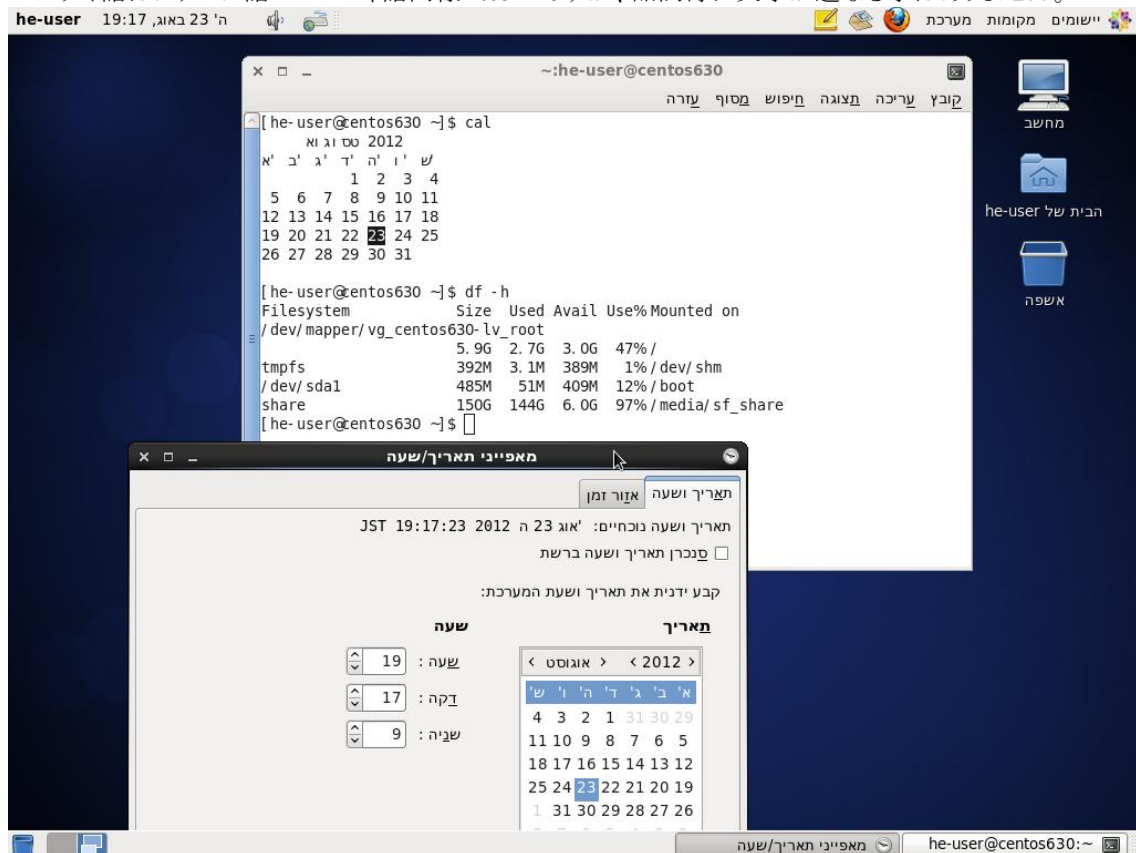 יישומים מקומות מערכת
ה' 23 באוג, 19:17 he-user
מחשב
הבית של he-user
אשפה
~:he-user@centos630
קובץ עריכה תצוגה חיפוש מסוף עזרה
[he-user@centos630 ~]$ cal
אוגוסט 2012
א' ב' ג' ד' ה' ו' ש'
1 2 3 4
5 6 7 8 9 10 11
12 13 14 15 16 17 18
19 20 21 22 23 24 25
26 27 28 29 30 31
[he-user@centos630 ~]$ df -h
Filesystem Size Used Avail Use% Mounted on
/dev/mapper/vg_centos630-lv_root
5.9G 2.7G 3.0G 47% /
tmpfs 392M 3.1M 389M 1% /dev/shm
/dev/sda1 485M 51M 409M 12% /boot
share 150G 144G 6.0G 97% /media/sf_share
[he-user@centos630 ~]$
מאפייני תאריך/שעה
תאריך ושעה
אזור זמן
תאריך ושעה נוכחיים: 'אוג 23 ה 2012 19:17:23 JST
סנכרן תאריך ושעה ברשת
קבע ידנית את תאריך ושעת המערכת:
תאריך
< 2012 > < אוגוסט >
א' ב' ג' ד' ה' ו' ש'
29 30 31 1 2 3 4
5 6 7 8 9 10 11
12 13 14 15 16 17 18
19 20 21 22 23 24 25
26 27 28 29 30 31 1
שעה
שעה : 19
דקה : 17
שניה : 9
he-user@centos630:~
מאפייני תאריך/שעה